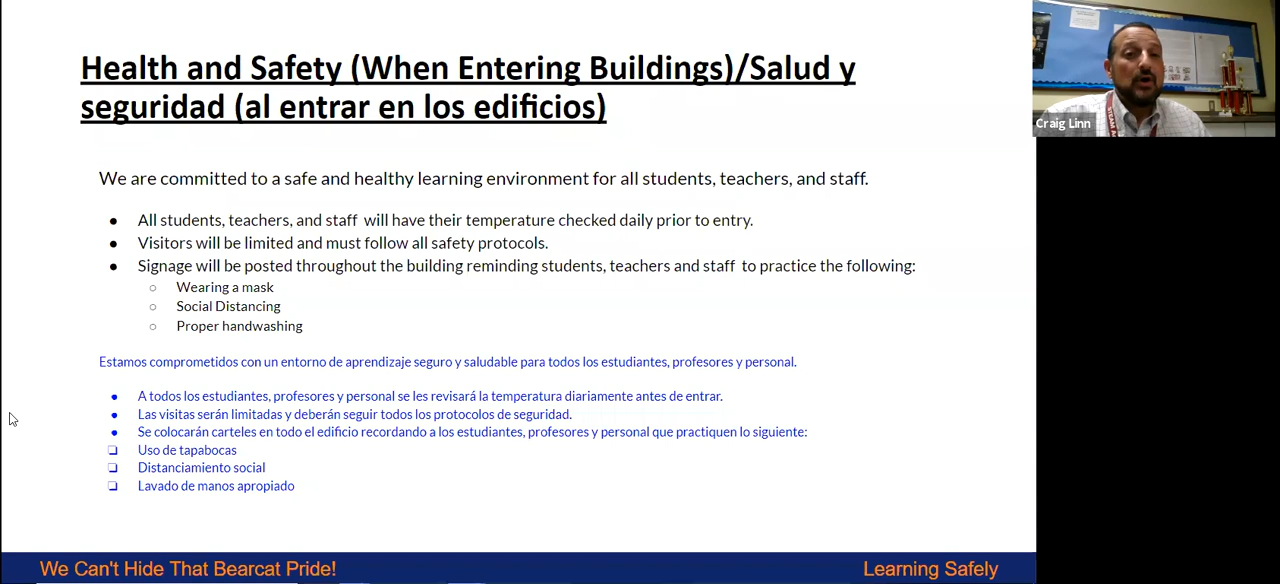 Health and Safety (When Entering Buildings)/Salud y
seguridad (al entrar en los edificios)
We are committed to a safe and healthy learning environment for all students, teachers, and staff.
● All students, teachers, and staff will have their temperature checked daily prior to entry.
● Visitors will be limited and must follow all safety protocols.
● Signage will be posted throughout the building reminding students, teachers and staff to practice the following:
○ Wearing a mask
○ Social Distancing
○ Proper handwashing
Estamos comprometidos con un entorno de aprendizaje seguro y saludable para todos los estudiantes, profesores y personal.
● A todos los estudiantes, profesores y personal se les revisará la temperatura diariamente antes de entrar.
● Las visitas serán limitadas y deberán seguir todos los protocolos de seguridad.
● Se colocarán carteles en todo el edificio recordando a los estudiantes, profesores y personal que practiquen lo siguiente:
❑ Uso de tapabocas
❑ Distanciamiento social
❑ Lavado de manos apropiado
We Can't Hide That Bearcat Pride!
Learning Safely
Craig Linn